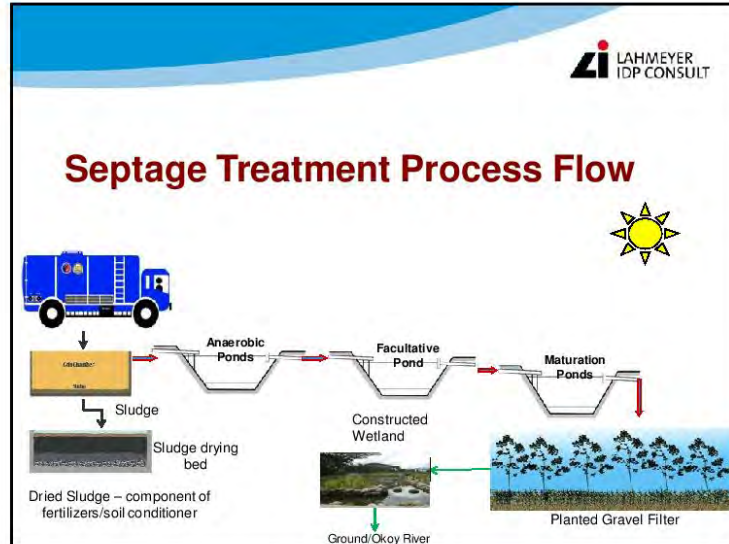 LAHMEYER
IDP CONSULT
Septage Treatment Process Flow
Anaerobic
Ponds
Facultative
Pond
Maturation
Ponds
Sludge
Sludge drying
bed
Dried Sludge – component of
fertilizers/soil conditioner
Constructed
Wetland
Ground/Okoy River
Planted Gravel Filter